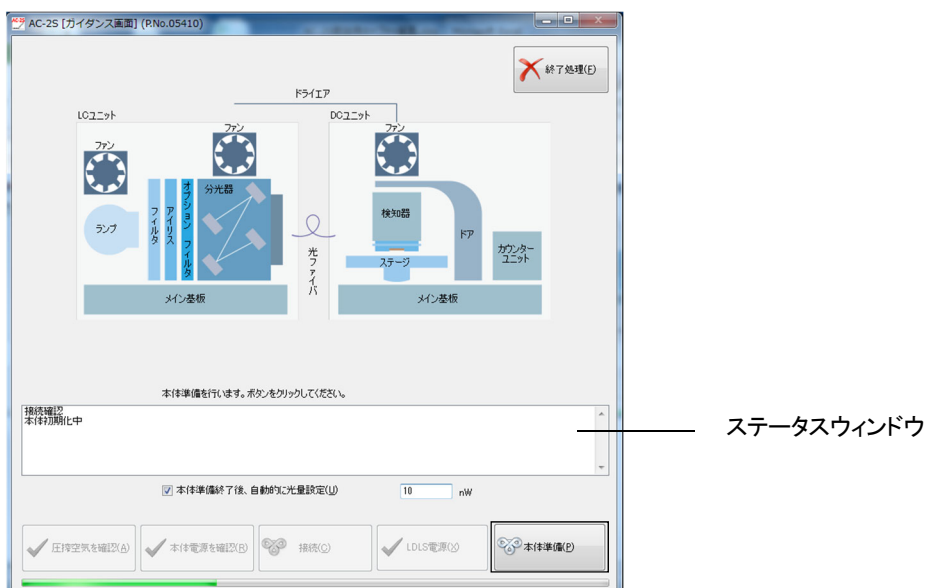 AC-2S [ガイダンス画面] (P.No.05410)
終了処理(F)
ドライエア
LCユニット
DCユニット
ファン
ファン
ファン
ランプ
フィルタ
アイリス
オプション フィルタ
分光器
光ファイバ
検知器
ステージ
ドア
カウンターユニット
メイン基板
メイン基板
本体準備を行います。ボタンをクリックしてください。
接続確認
本体初期化中
ステータスウィンドウ
本体準備終了後、自動的に光量設定(U)
10 nW
圧搾空気を確認(A)
本体電源を確認(B)
接続(C)
LDLS電源(X)
本体準備(P)